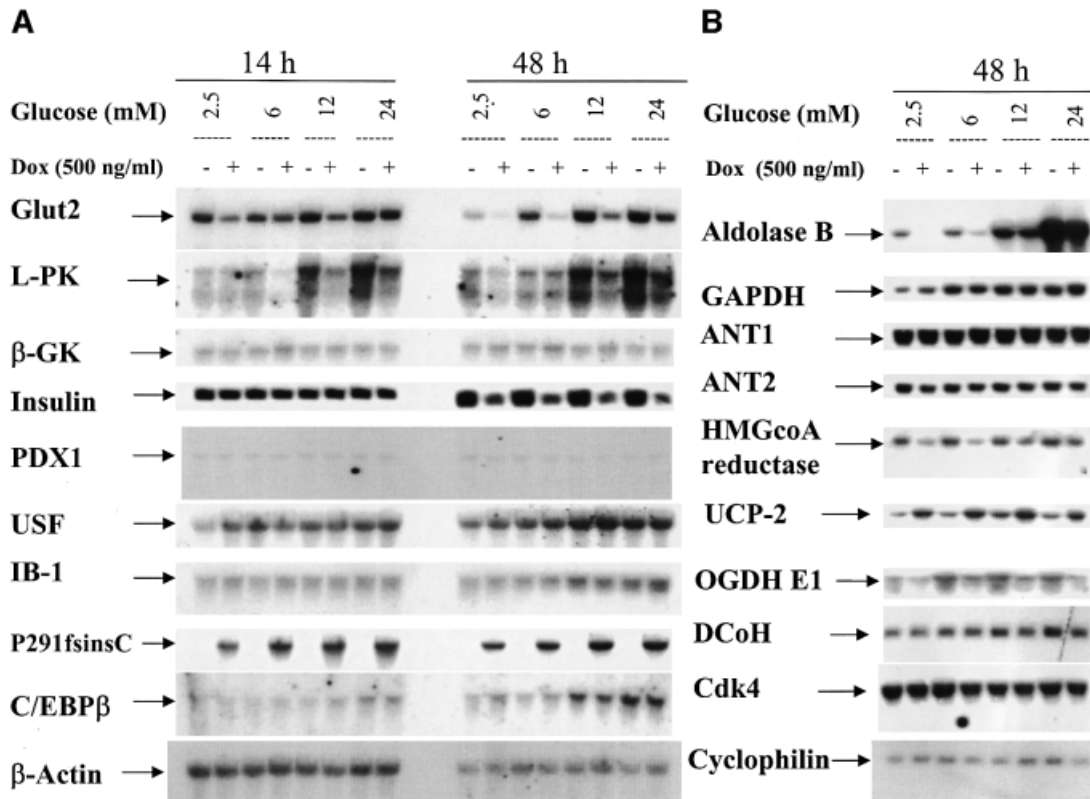 A
14 h 48 h
Glucose (mM) 2.5 6 12 24 2.5 6 12 24
Dox (500 ng/ml) - + - + - + - + - + - + - + - +
Glut2
L-PK
β-GK
Insulin
PDX1
USF
IB-1
P291fsinsC
C/EBPβ
β-Actin
B
48 h
Glucose (mM) 2.5 6 12 24
Dox (500 ng/ml) - + - + - + - +
Aldolase B
GAPDH
ANT1
ANT2
HMGcoA
reductase
UCP-2
OGDH E1
DCoH
Cdk4
Cyclophilin